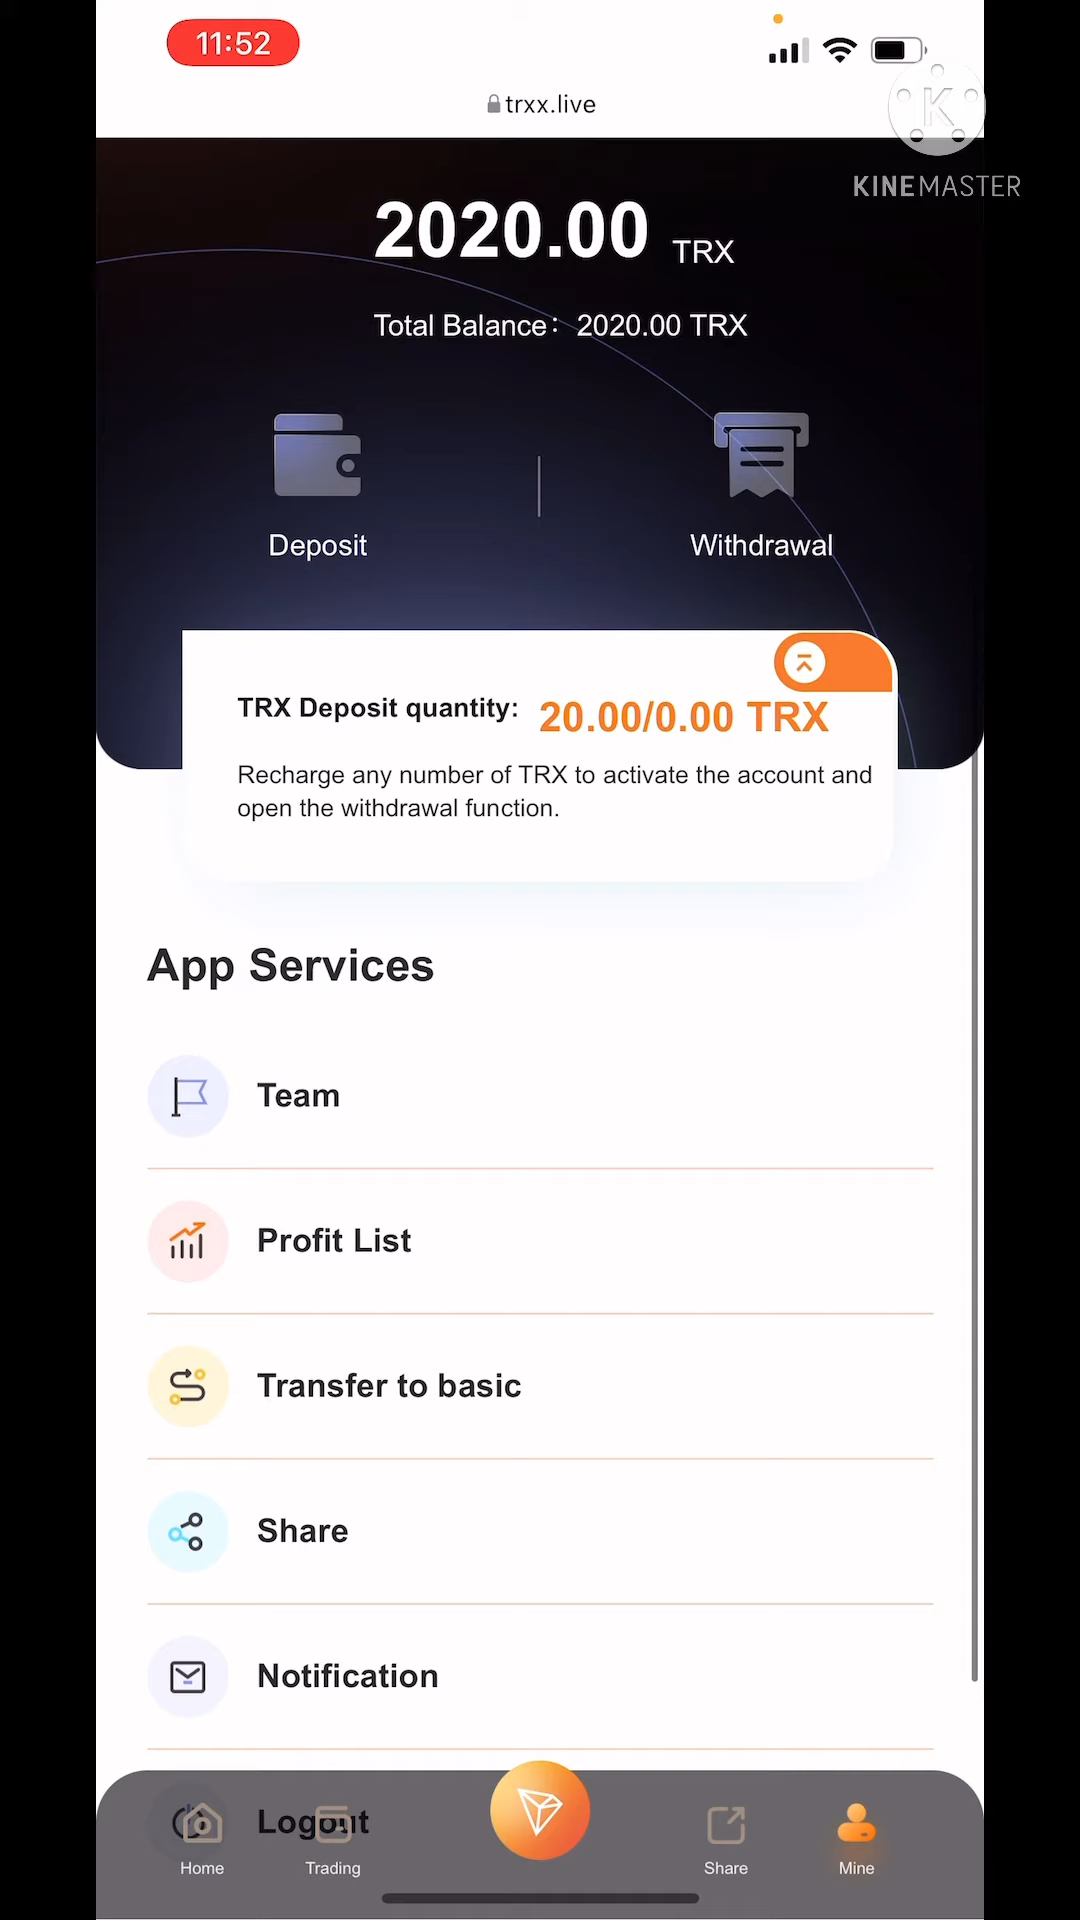 11:52
trxx.live
KINEMASTER
2020.00 TRX
Total Balance: 2020.00 TRX
Deposit
Withdrawal
TRX Deposit quantity: 20.00/0.00 TRX
Recharge any number of TRX to activate the account and
open the withdrawal function.
App Services
Team
Profit List
Transfer to basic
Share
Notification
Logout
Home
Trading
Share
Mine